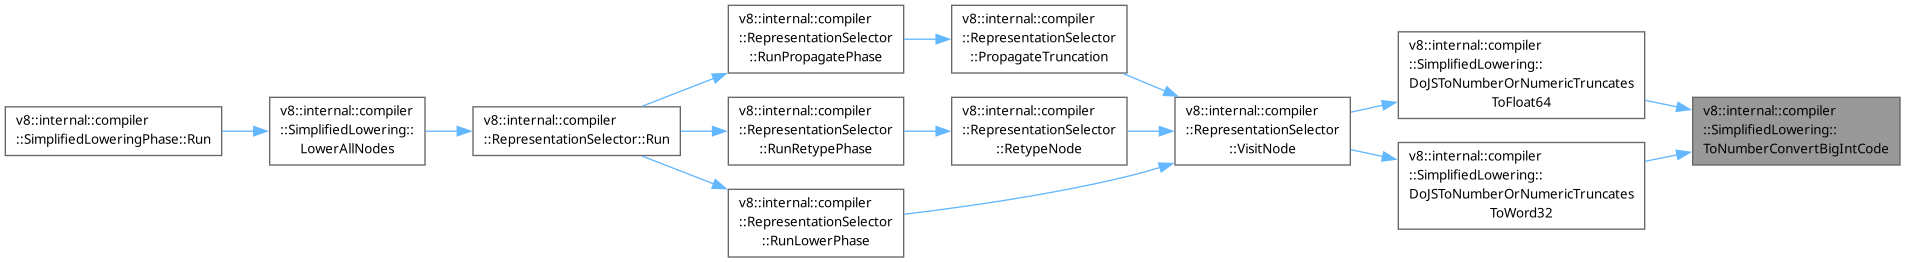 v8::internal::compiler
::SimplifiedLoweringPhase::Run
v8::internal::compiler
::SimplifiedLowering::
LowerAllNodes
v8::internal::compiler
::RepresentationSelector::Run
v8::internal::compiler
::RepresentationSelector
::RunPropagatePhase
v8::internal::compiler
::RepresentationSelector
::RunRetypePhase
v8::internal::compiler
::RepresentationSelector
::RunLowerPhase
v8::internal::compiler
::RepresentationSelector
::PropagateTruncation
v8::internal::compiler
::RepresentationSelector
::RetypeNode
v8::internal::compiler
::RepresentationSelector
::VisitNode
v8::internal::compiler
::SimplifiedLowering::
DoJSToNumberOrNumericTruncates
ToFloat64
v8::internal::compiler
::SimplifiedLowering::
DoJSToNumberOrNumericTruncates
ToWord32
v8::internal::compiler
::SimplifiedLowering::
ToNumberConvertBigIntCode